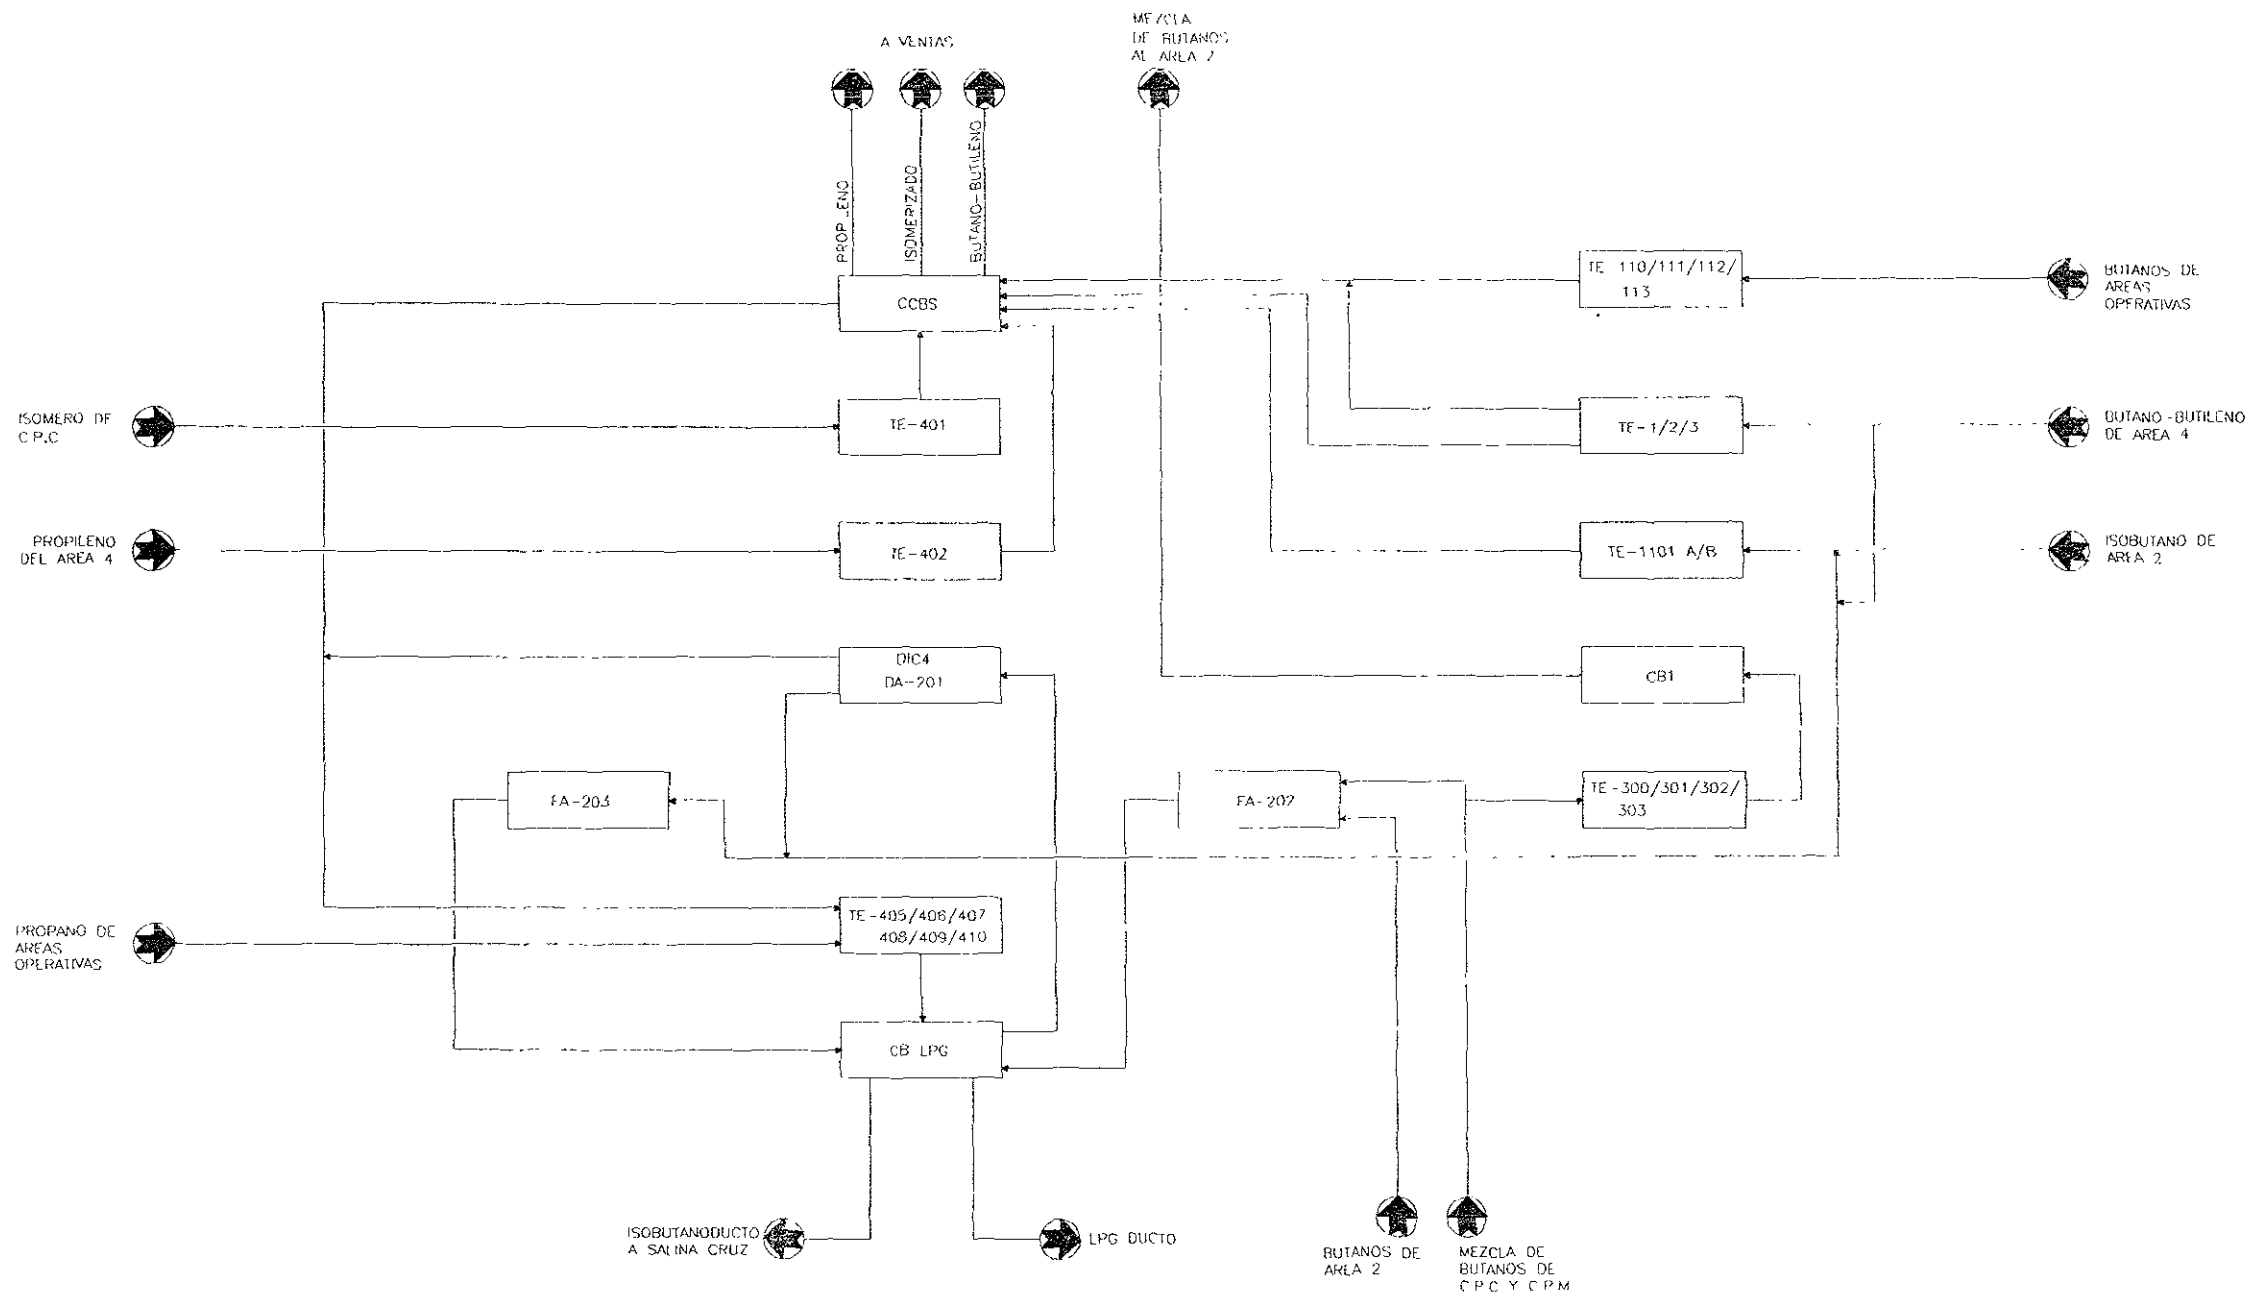 A VENTAS
MEZCLA
DE BUTANOS
AL AREA 2
PROPILENO
ISOMERIZADO
BUTANO-BUTILENO
CCBS
TE 110/111/112/
113
BUTANOS DE
AREAS
OPERATIVAS
ISOMERO DE
C.P.C
TE-401
TE-1/2/3
BUTANO-BUTILENO
DE AREA 4
PROPILENO
DEL AREA 4
TE-402
TE-1101 A/B
ISOBUTANO DE
AREA 2
DIC4
DA-201
CB1
FA-203
FA-202
TE-300/301/302/
303
PROPANO DE
AREAS
OPERATIVAS
TE-405/406/407
408/409/410
CB LPG
ISOBUTANODUCTO
A SALINA CRUZ
LPG DUCTO
BUTANOS DE
AREA 2
MEZCLA DE
BUTANOS DE
C P C Y C P M